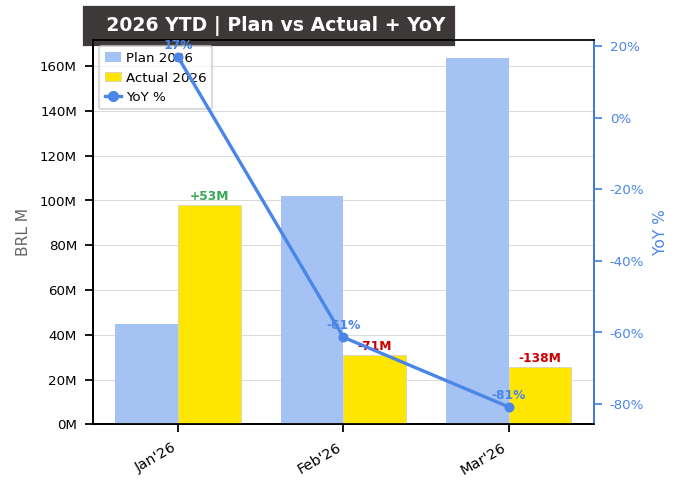 2026 YTD | Plan vs Actual + YoY
Plan 2026
Actual 2026
YoY %
BRL M
160M
140M
120M
100M
80M
60M
40M
20M
0M
17%
+53M
-61%
-71M
-81%
-138M
20%
0%
-20%
-40%
-60%
-80%
YoY %
Jan'26
Feb'26
Mar'26